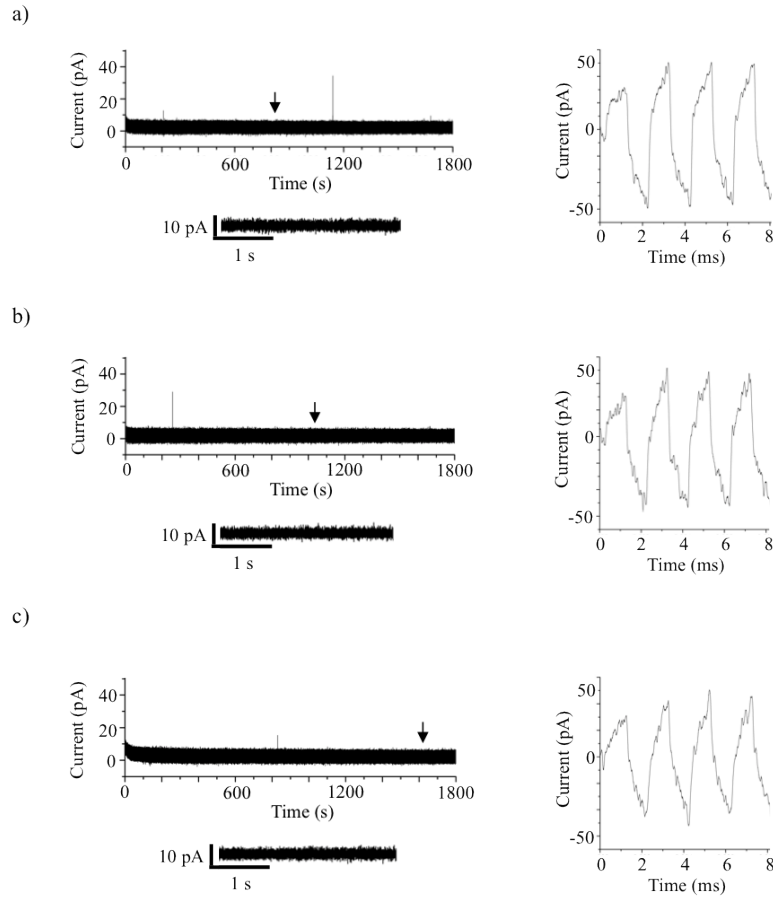 a)
Current (pA)
40
20
0
0 600 1200 1800
Time (s)
10 pA
1 s
Current (pA)
50
0
-50
0 2 4 6 8
Time (ms)
b)
Current (pA)
40
20
0
0 600 1200 1800
Time (s)
10 pA
1 s
Current (pA)
50
0
-50
0 2 4 6 8
Time (ms)
c)
Current (pA)
40
20
0
0 600 1200 1800
Time (s)
10 pA
1 s
Current (pA)
50
0
-50
0 2 4 6 8
Time (ms)